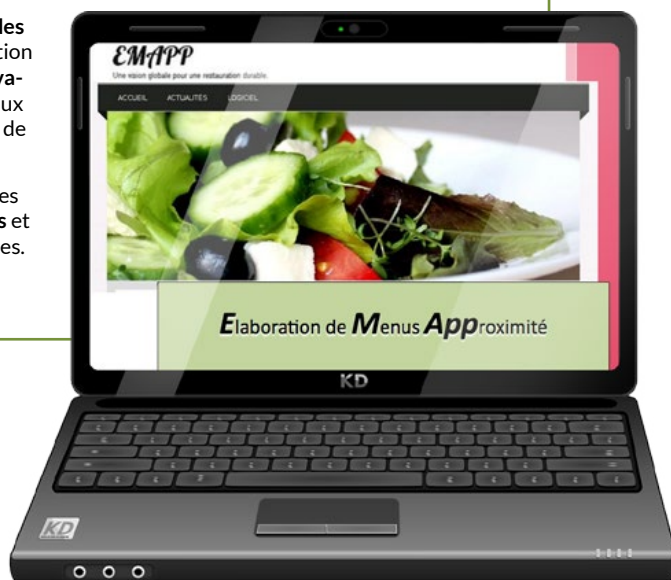 les
tion
va-
ux
de
es
s et
es.
EMAPP
Une vision globale pour une restauration durable.
ACCUEIL ACTUALITÉS LOGICIEL
Elaboration de Menus Approximité
KD
KD